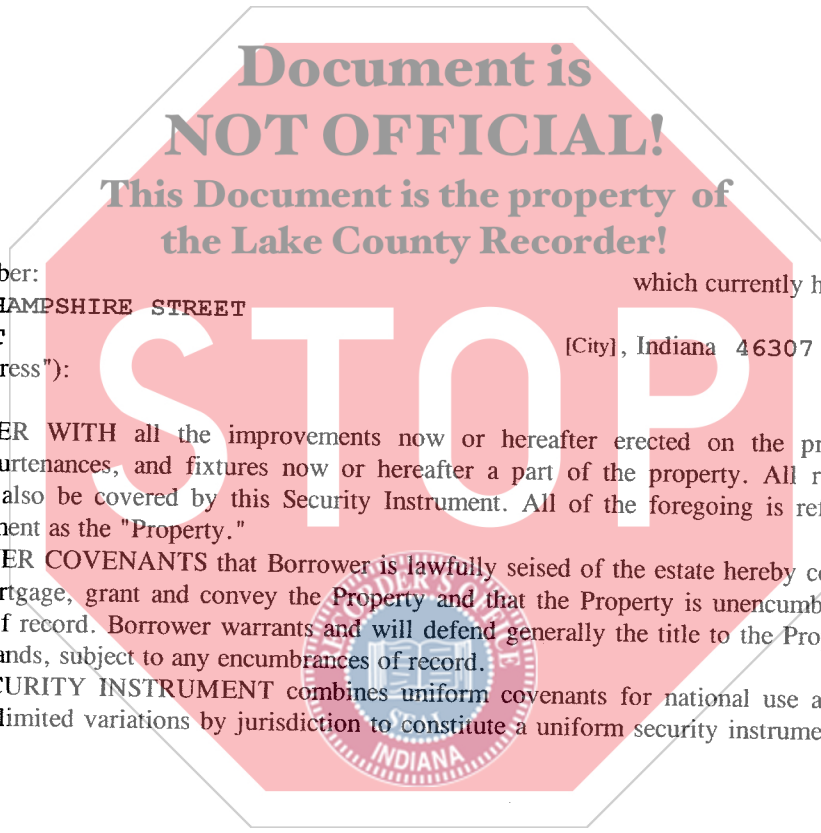 Document is
NOT OFFICIAL!
This Document is the property of
the Lake County Recorder!
ber:
which currently h
HAMPSHIRE STREET
[City], Indiana 46307
ress"):
STOP
ER WITH all the improvements now or hereafter erected on the pr
urtenances, and fixtures now or hereafter a part of the property. All r
also be covered by this Security Instrument. All of the foregoing is ref
nent as the "Property."
ER COVENANTS that Borrower is lawfully seised of the estate hereby co
rtgage, grant and convey the Property and that the Property is unencumb
f record. Borrower warrants and will defend generally the title to the Pro
ands, subject to any encumbrances of record.
CURITY INSTRUMENT combines uniform covenants for national use a
limited variations by jurisdiction to constitute a uniform security instrume
RECORDER'S OFFICE
SEAL
INDIANA